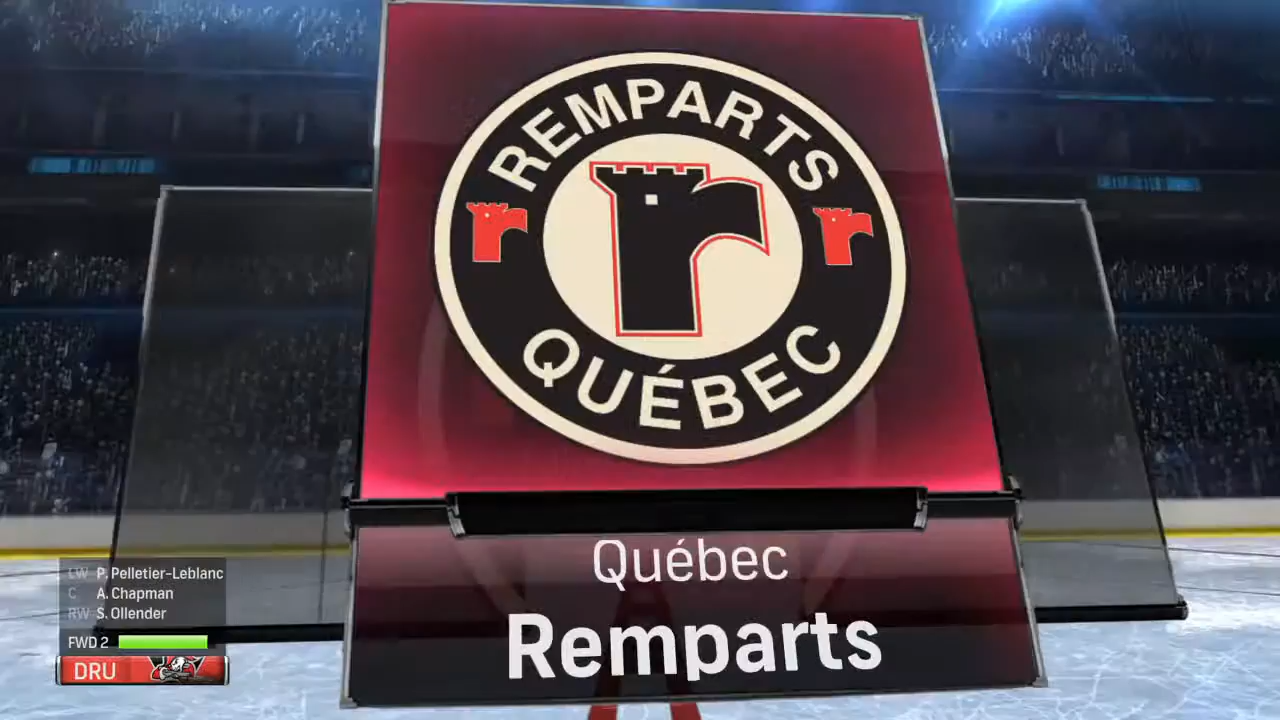 REMPARTS
QUÉBEC
Québec
Remparts
LW P. Pelletier-Leblanc
C A. Chapman
RW S. Ollender
FWD 2
DRU